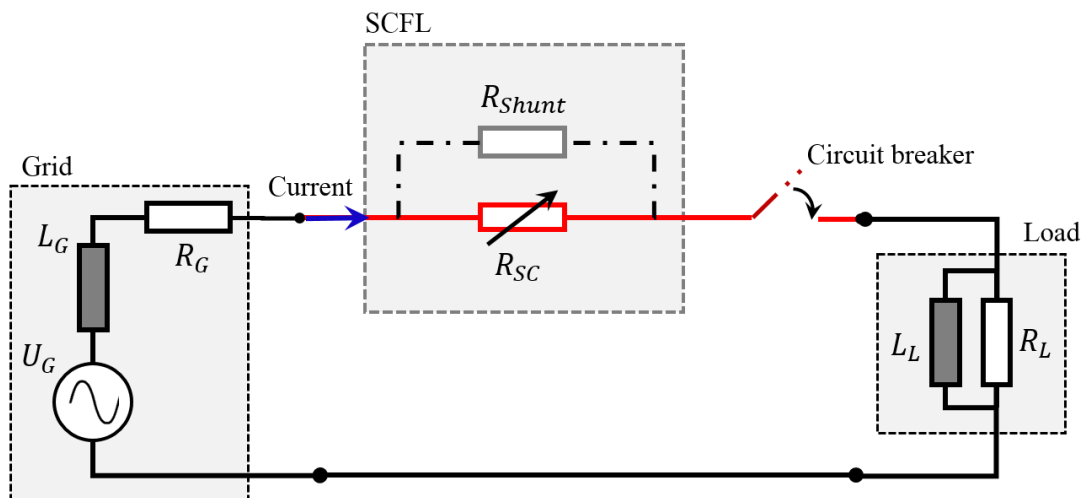 SCFL
R_Shunt
Circuit breaker
Grid
Current
L_G
R_G
R_SC
Load
U_G
L_L
R_L